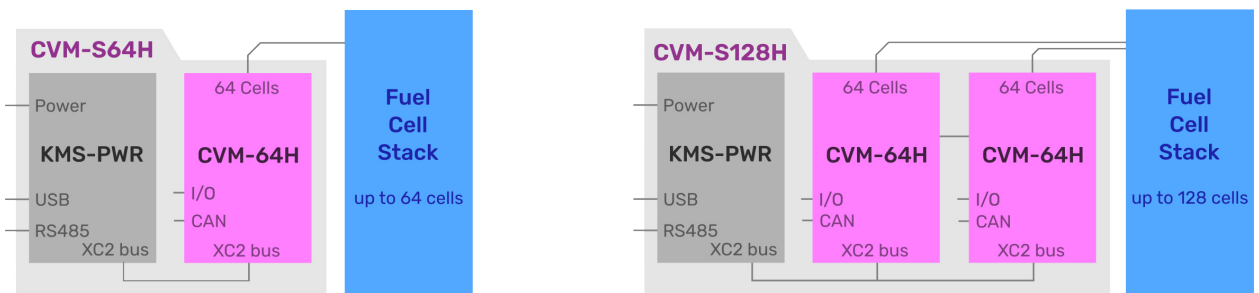 CVM-S64H
Power
KMS-PWR
USB
RS485
XC2 bus
64 Cells
CVM-64H
I/O
CAN
XC2 bus
Fuel
Cell
Stack
up to 64 cells
CVM-S128H
Power
KMS-PWR
USB
RS485
XC2 bus
64 Cells
CVM-64H
I/O
CAN
XC2 bus
64 Cells
CVM-64H
I/O
CAN
XC2 bus
Fuel
Cell
Stack
up to 128 cells